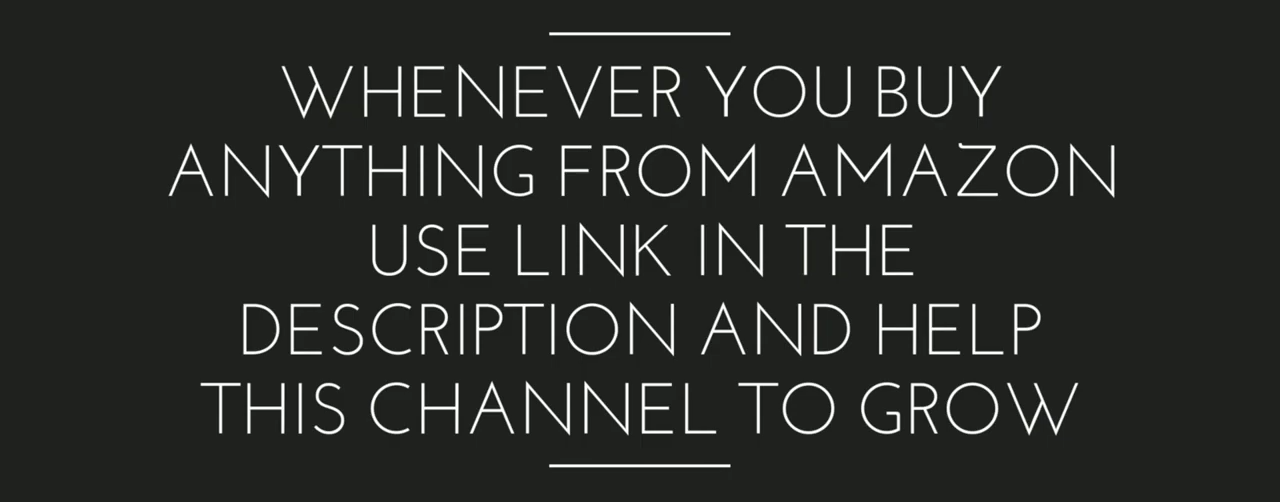 WHENEVER YOU BUY
ANYTHING FROM AMAZON
USE LINK IN THE
DESCRIPTION AND HELP
THIS CHANNEL TO GROW